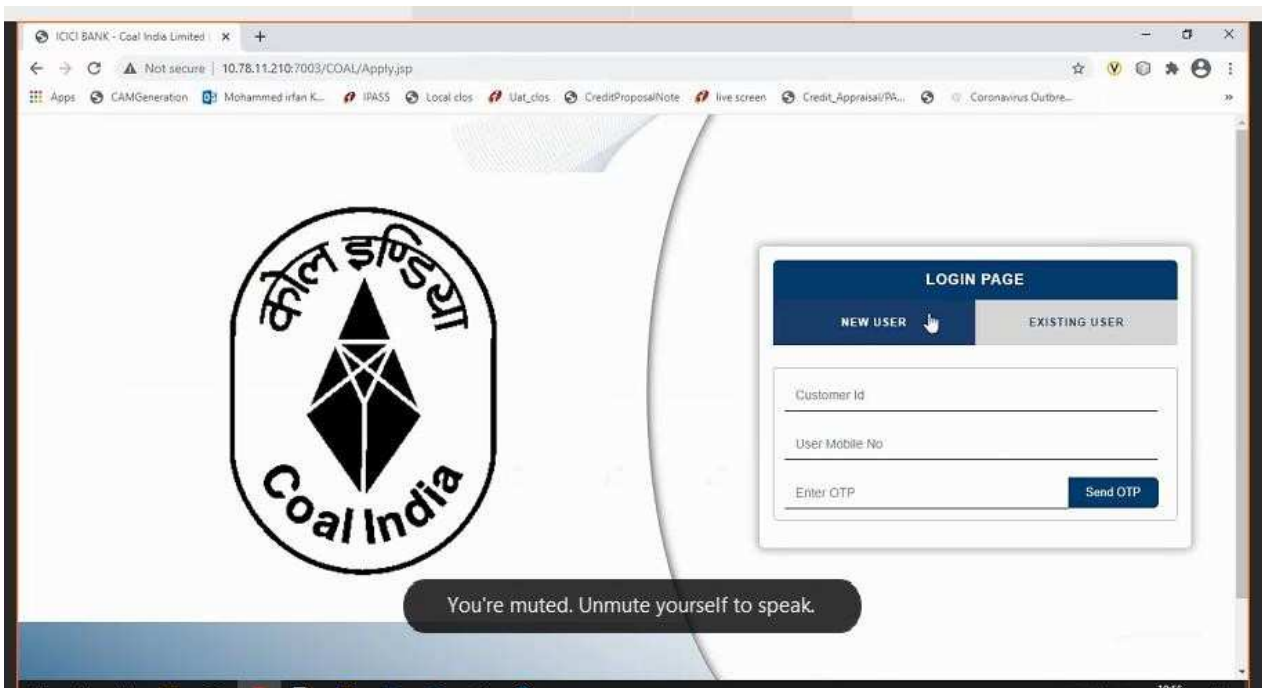 ICICI BANK - Coal India Limited
Not secure | 10.78.11.210:7003/COAL/Apply.jsp
Apps CAMGeneration Mohammed irfan K... IPASS Local clos Uat_clos CreditProposalNote live screen Credit_Appraisal/PA... Coronavirus Outbre... »
कोल इण्डिया
Coal India
LOGIN PAGE
NEW USER EXISTING USER
Customer Id
User Mobile No
Enter OTP Send OTP
You're muted. Unmute yourself to speak.